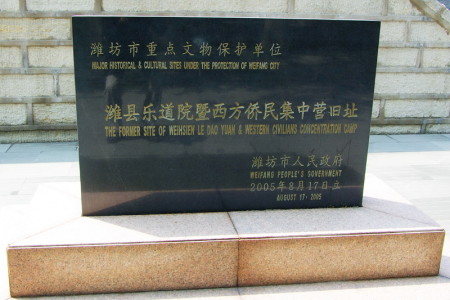 潍坊市重点文物保护单位
MAJOR HISTORICAL & CULTURAL SITES UNDER THE PROTECTION OF WEIFANG CITY
潍县乐道院暨西方侨民集中营旧址
THE FORMER SITE OF WEIHSIEN LE DAO YUAN & WESTERN CIVILIANS CONCENTRATION CAMP
潍坊市人民政府
WEIFANG PEOPLE'S GOVERNMENT
2005年8月17日立
AUGUST 17·2005